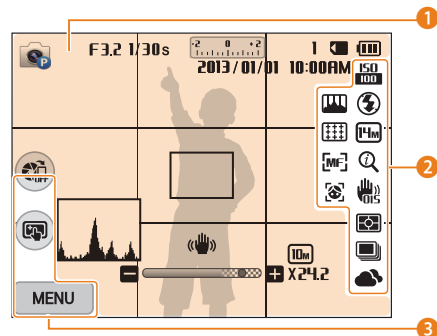 1
F3.2 1/30s -2 0 +2 1
ISO 100
2013/01/01 10:00AM
14M
MF
2
OFF
OIS
10M
X24.2
MENU
3